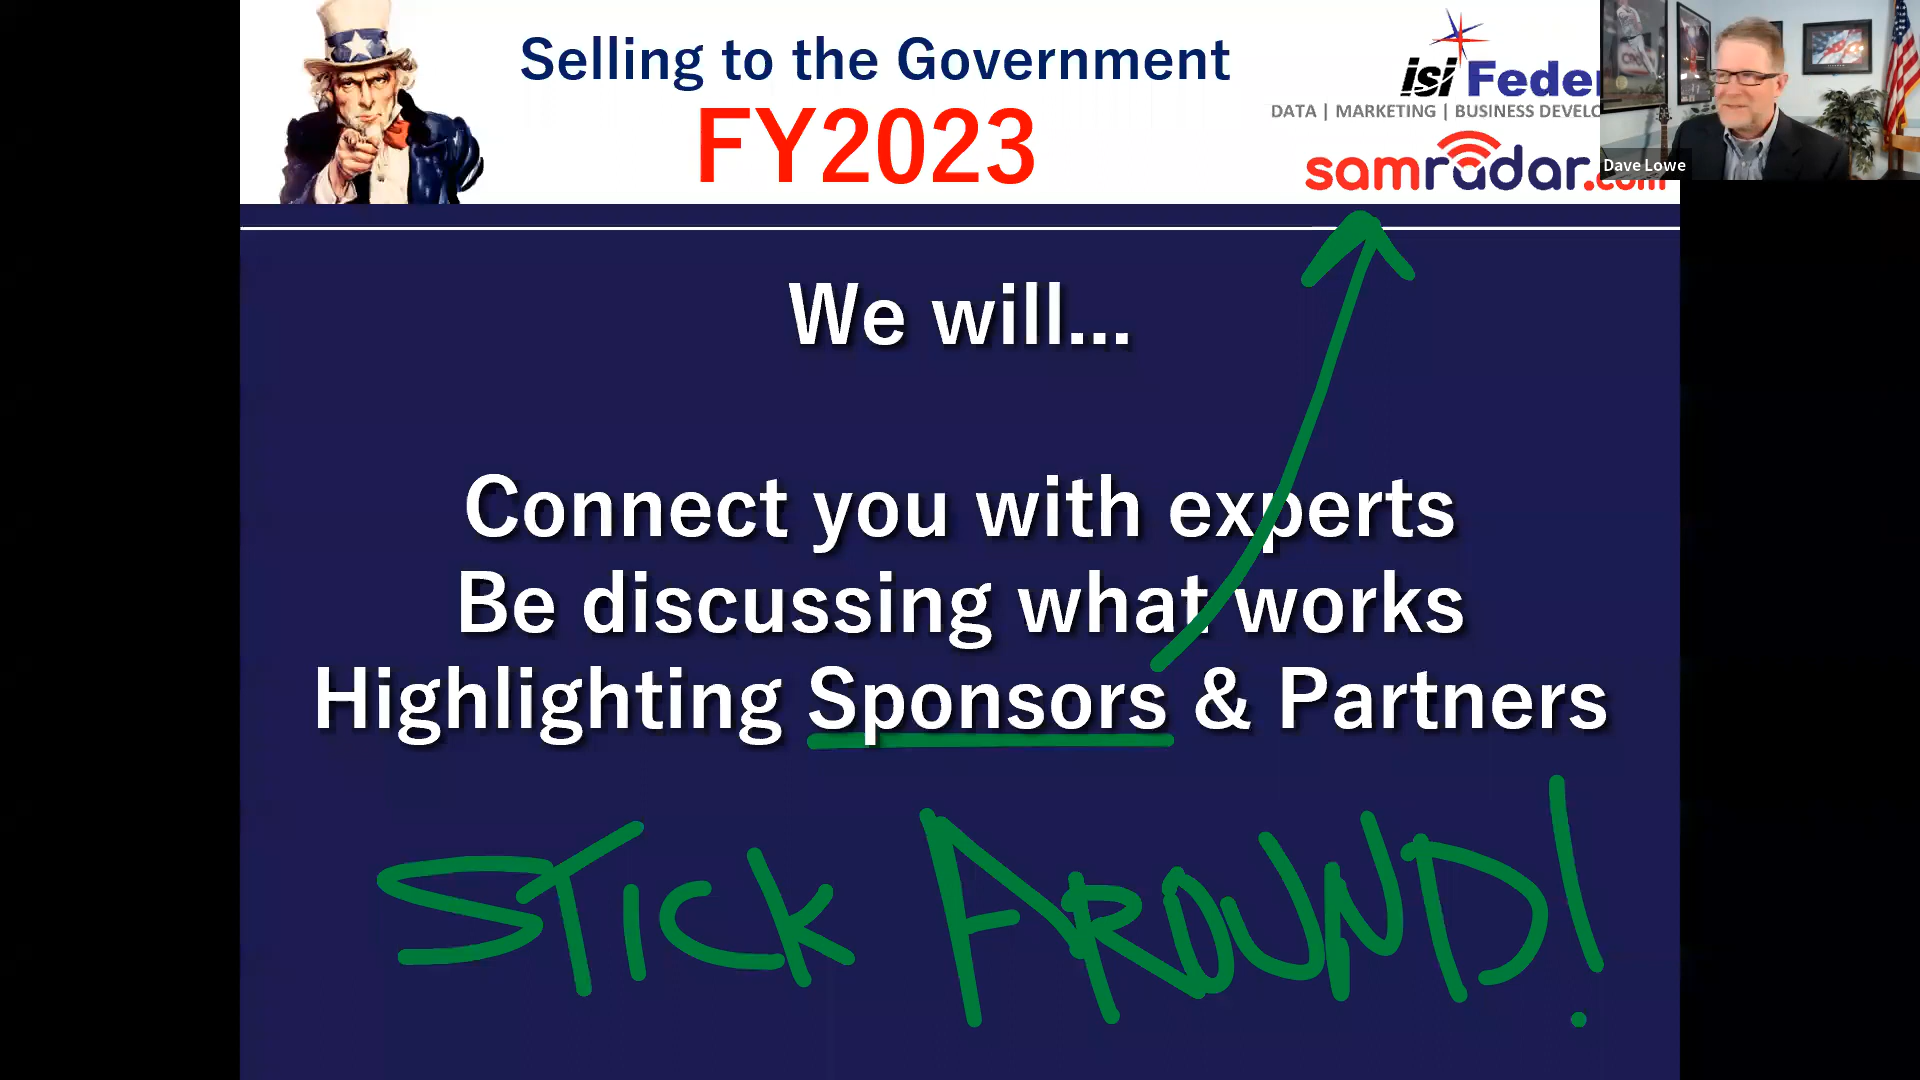 Selling to the Government
FY2023
isi Feder
DATA | MARKETING | BUSINESS DEVELO
samradar.com
Dave Lowe
We will...
Connect you with experts
Be discussing what works
Highlighting Sponsors & Partners
STICK AROUND!